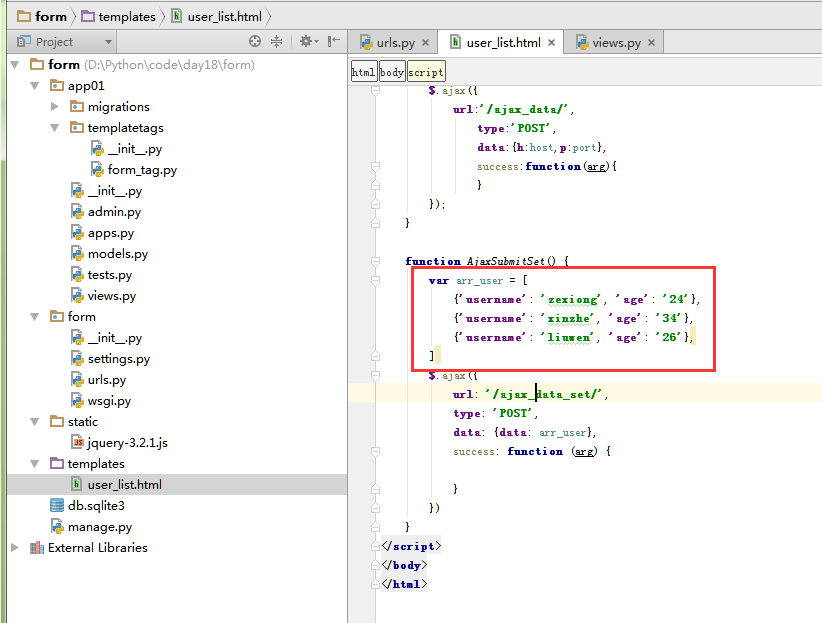 form templates user_list.html
Project
urls.py user_list.html views.py
html body script
form (D:\Python\code\day18\form)
app01
migrations
templatetags
__init__.py
form_tag.py
__init__.py
admin.py
apps.py
models.py
tests.py
views.py
form
__init__.py
settings.py
urls.py
wsgi.py
static
jquery-3.2.1.js
templates
user_list.html
db.sqlite3
manage.py
External Libraries
$.ajax({
url:'/ajax_data/',
type:'POST',
data:{h:host,p:port},
success:function(arg){
}
});
}
function AjaxSubmitSet() {
var arr_user = [
{'username': 'zexiong', 'age': '24'},
{'username': 'xinzhe', 'age': '34'},
{'username': 'liuwen', 'age': '26'},
]
$.ajax({
url: '/ajax_data_set/',
type: 'POST',
data: {data: arr_user},
success: function (arg) {
}
})
}
</script>
</body>
</html>